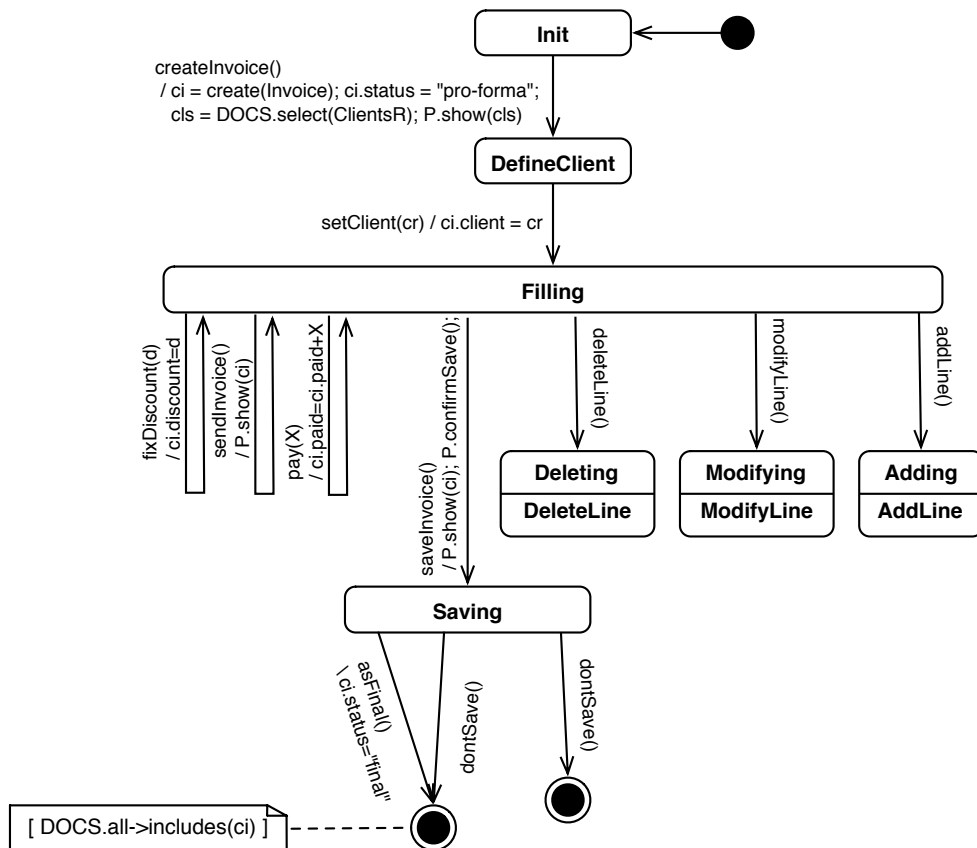 Init
createInvoice()
/ ci = create(Invoice); ci.status = "pro-forma";
cls = DOCS.select(ClientsR); P.show(cls)
DefineClient
setClient(cr) / ci.client = cr
Filling
fixDiscount(d)
/ ci.discount=d
sendInvoice()
/ P.show(ci)
pay(X)
/ ci.paid=ci.paid+X
saveInvoice()
/ P.show(ci); P.confirmSave();
deleteLine()
modifyLine()
addLine()
Deleting
DeleteLine
Modifying
ModifyLine
Adding
AddLine
Saving
asFinal()
\ ci.status="final"
dontSave()
dontSave()
[ DOCS.all->includes(ci) ]